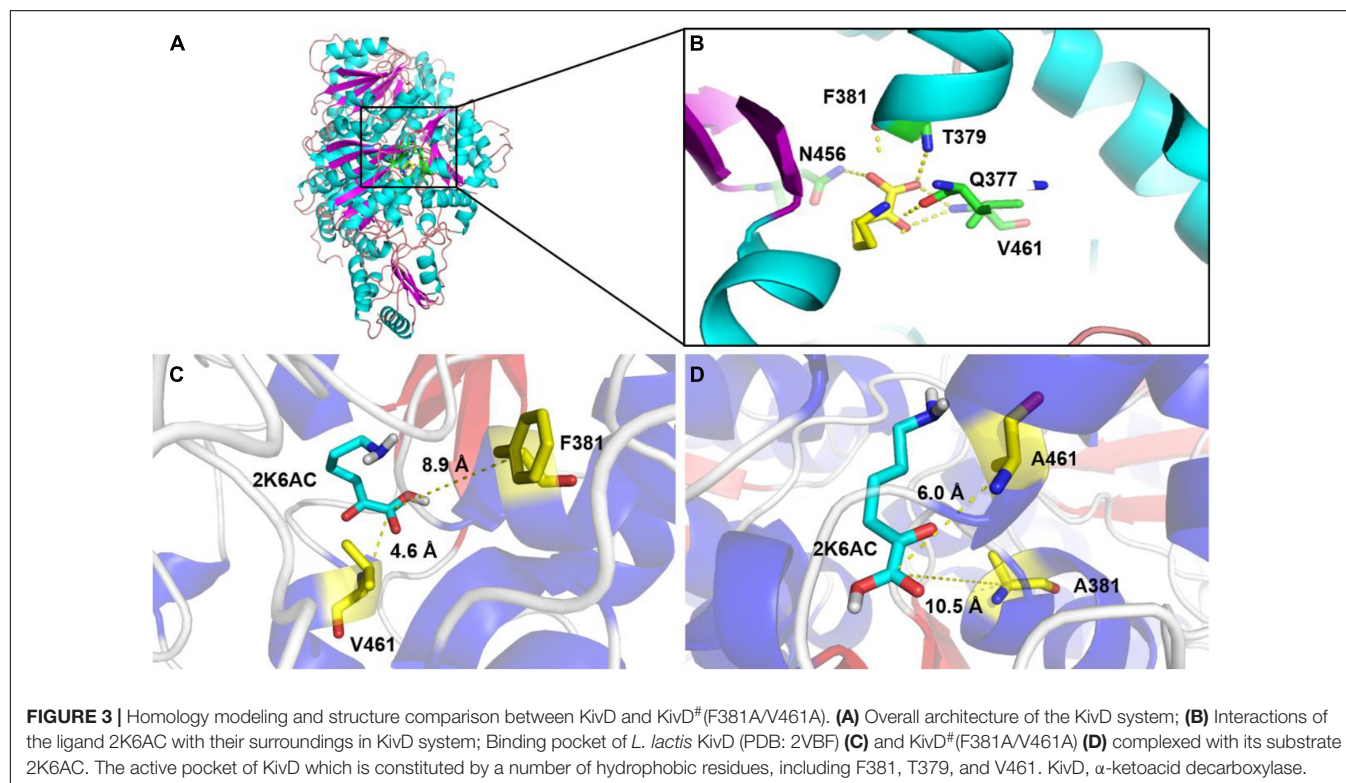 A
B
F381
T379
N456
Q377
V461
C
D
F381
8.9 Å
2K6AC
4.6 Å
V461
A461
6.0 Å
2K6AC
A381
10.5 Å
FIGURE 3 | Homology modeling and structure comparison between KivD and KivD#(F381A/V461A). (A) Overall architecture of the KivD system; (B) Interactions of
the ligand 2K6AC with their surroundings in KivD system; Binding pocket of L. lactis KivD (PDB: 2VBF) (C) and KivD#(F381A/V461A) (D) complexed with its substrate
2K6AC. The active pocket of KivD which is constituted by a number of hydrophobic residues, including F381, T379, and V461. KivD, α-ketoacid decarboxylase.